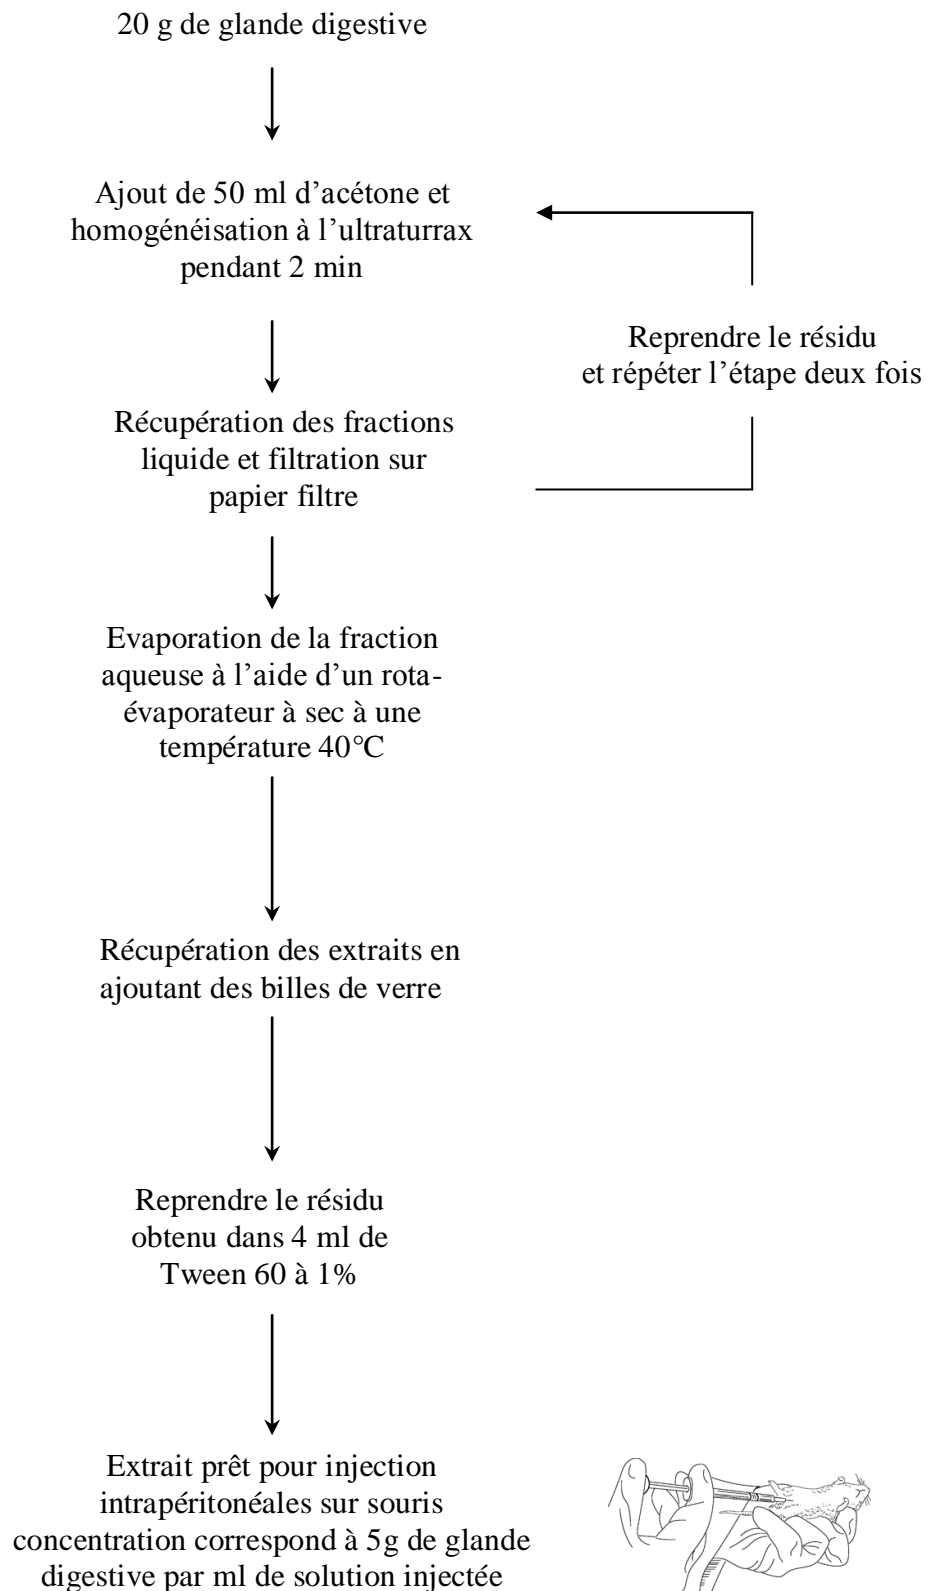 20 g de glande digestive
Ajout de 50 ml d’acétone et
homogénéisation à l’ultraturrax
pendant 2 min
Reprendre le résidu
et répéter l’étape deux fois
Récupération des fractions
liquide et filtration sur
papier filtre
Evaporation de la fraction
aqueuse à l’aide d’un rota-
évaporateur à sec à une
température 40°C
Récupération des extraits en
ajoutant des billes de verre
Reprendre le résidu
obtenu dans 4 ml de
Tween 60 à 1%
Extrait prêt pour injection
intrapéritonéales sur souris
concentration correspond à 5g de glande
digestive par ml de solution injectée